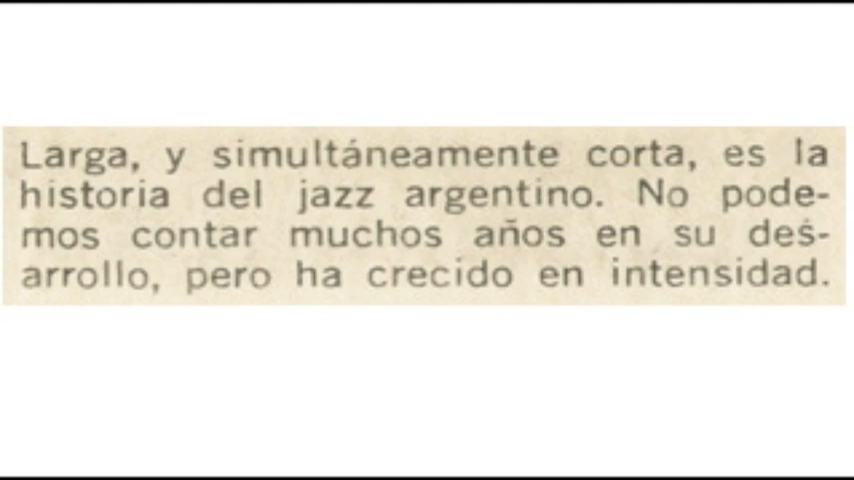 Larga, y simultáneamente corta, es la
historia del jazz argentino. No pode-
mos contar muchos años en su des-
arrollo, pero ha crecido en intensidad.